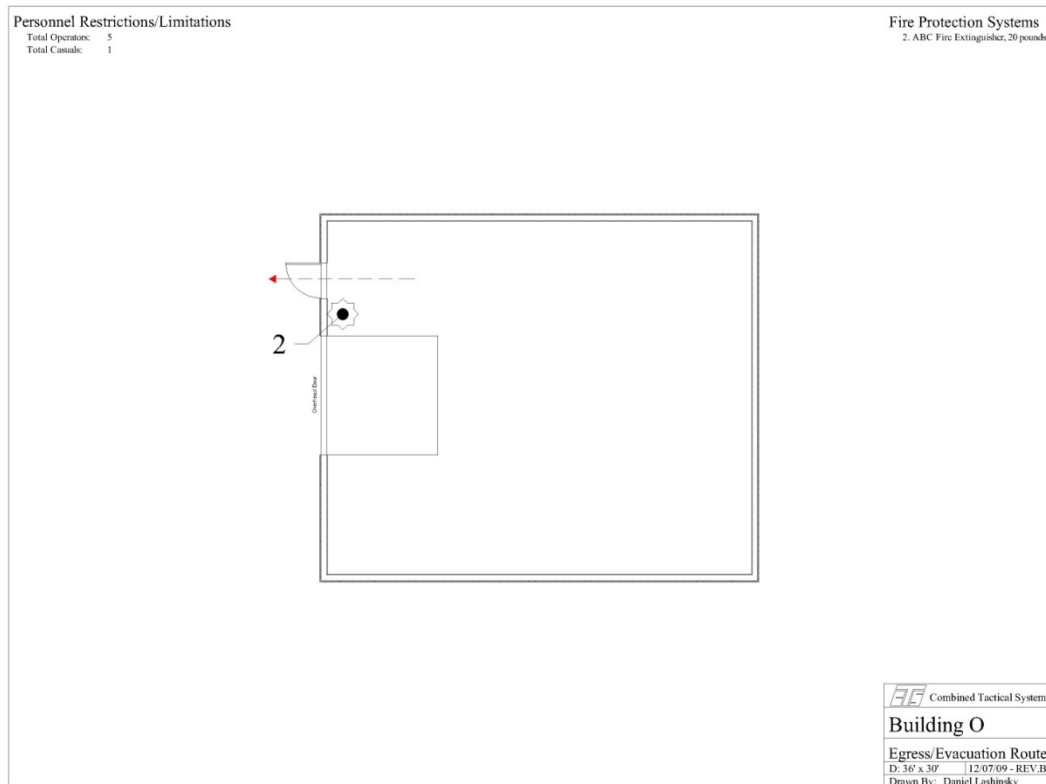 Personnel Restrictions/Limitations
Total Operators: 5
Total Casuals: 1
Fire Protection Systems
2. ABC Fire Extinguisher, 20 pounds
2
Overhead Door
CTS Combined Tactical System
Building O
Egress/Evacuation Route
D: 36' x 30' 12/07/09 - REV.B
Drawn By: Daniel Lashinsky